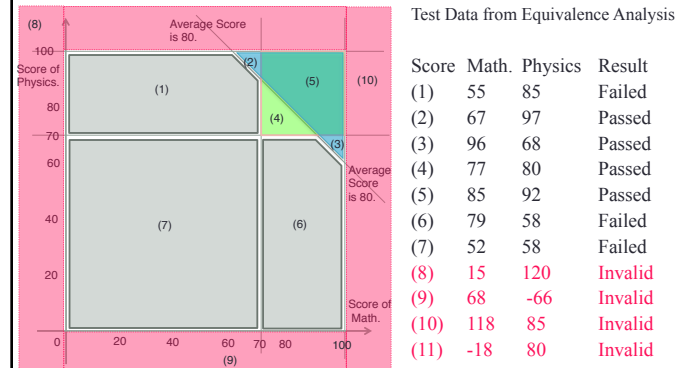 Test Data from Equivalence Analysis
(8)
Average Score
is 80.
100
Score of
Physics.
(2)
(5)
(10)
(1)
80
(4)
70
(3)
60
Average
Score
is 80.
(7)
(6)
40
20
Score of
Math.
0 20 40 60 70 80 100
(9)
Score Math. Physics Result
(1) 55 85 Failed
(2) 67 97 Passed
(3) 96 68 Passed
(4) 77 80 Passed
(5) 85 92 Passed
(6) 79 58 Failed
(7) 52 58 Failed
(8) 15 120 Invalid
(9) 68 -66 Invalid
(10) 118 85 Invalid
(11) -18 80 Invalid